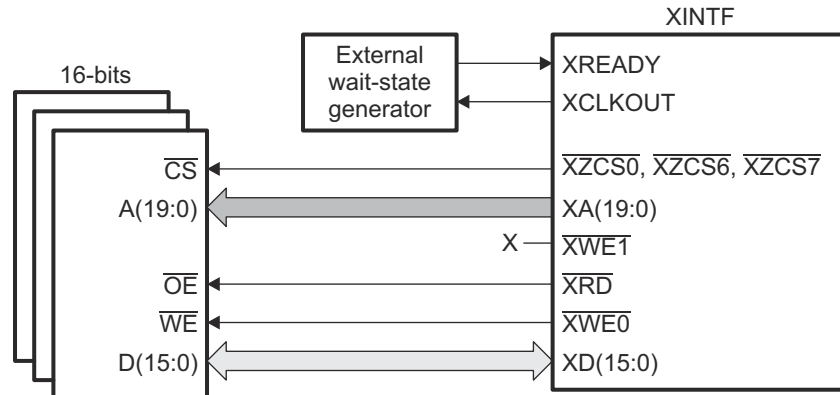 XINTF
External
wait-state
generator
XREADY
XCLKOUT
16-bits
CS
XZCS0, XZCS6, XZCS7
A(19:0)
XA(19:0)
X
XWE1
OE
XRD
WE
XWE0
D(15:0)
XD(15:0)